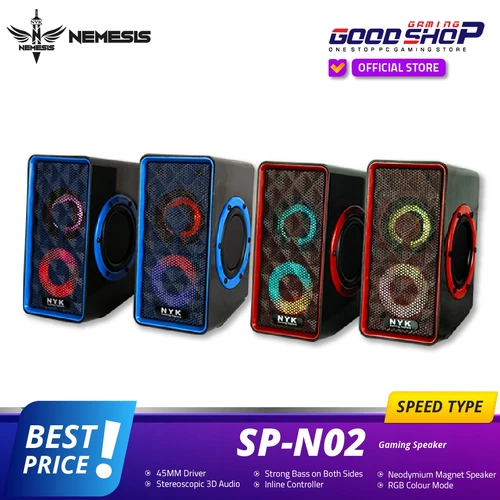 NYK
NEMESIS
NEMESIS
GAMING
GOODSHOP
ONE STOP PC GAMING STORE
OFFICIAL STORE
NYK
NYK
NYK
NYK
SPEED TYPE
BEST
PRICE!
SP-N02
Gaming Speaker
45MM Driver
Stereoscopic 3D Audio
Strong Bass on Both Sides
Inline Controller
Neodymium Magnet Speaker
RGB Colour Mode